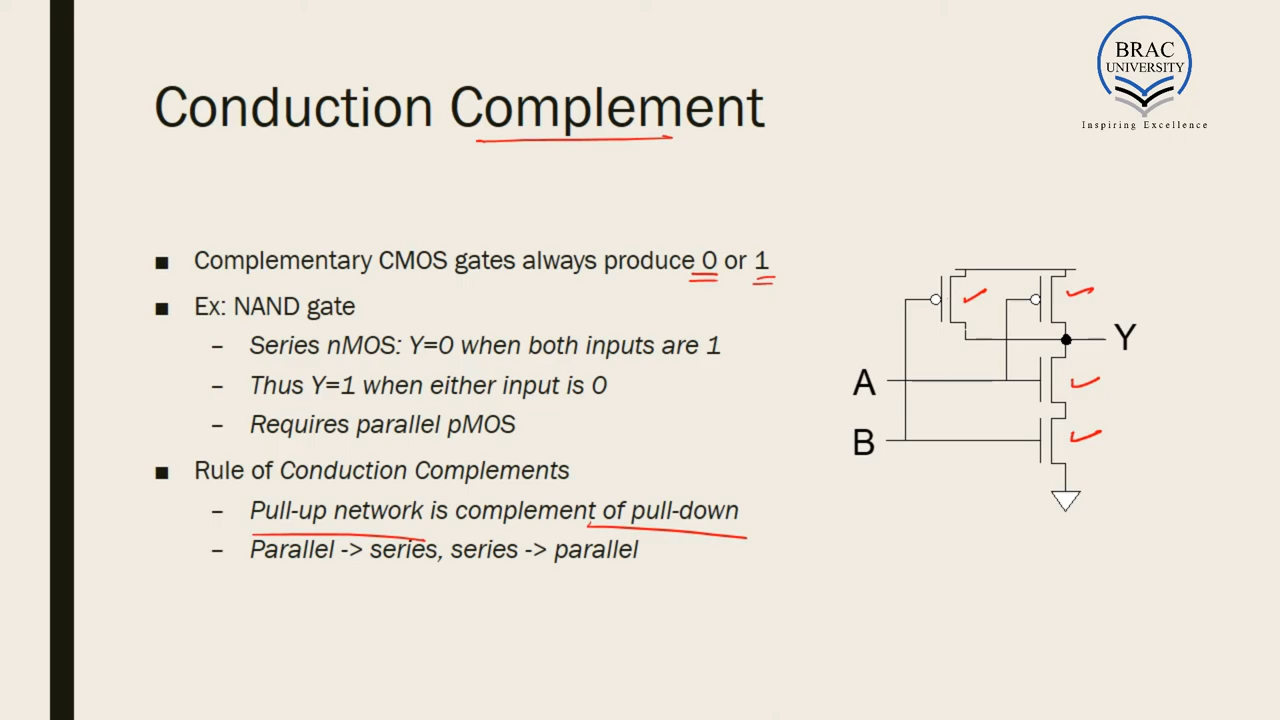 BRAC
UNIVERSITY
Inspiring Excellence
Conduction Complement
■ Complementary CMOS gates always produce 0 or 1
■ Ex: NAND gate
– Series nMOS: Y=0 when both inputs are 1
– Thus Y=1 when either input is 0
– Requires parallel pMOS
■ Rule of Conduction Complements
– Pull-up network is complement of pull-down
– Parallel -> series, series -> parallel
Y
A
B